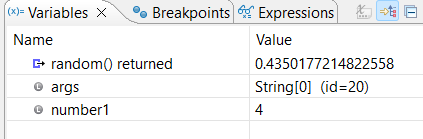 (x)= Variables Breakpoints Expressions
Name Value
random() returned 0.4350177214822558
args String[0] (id=20)
number1 4